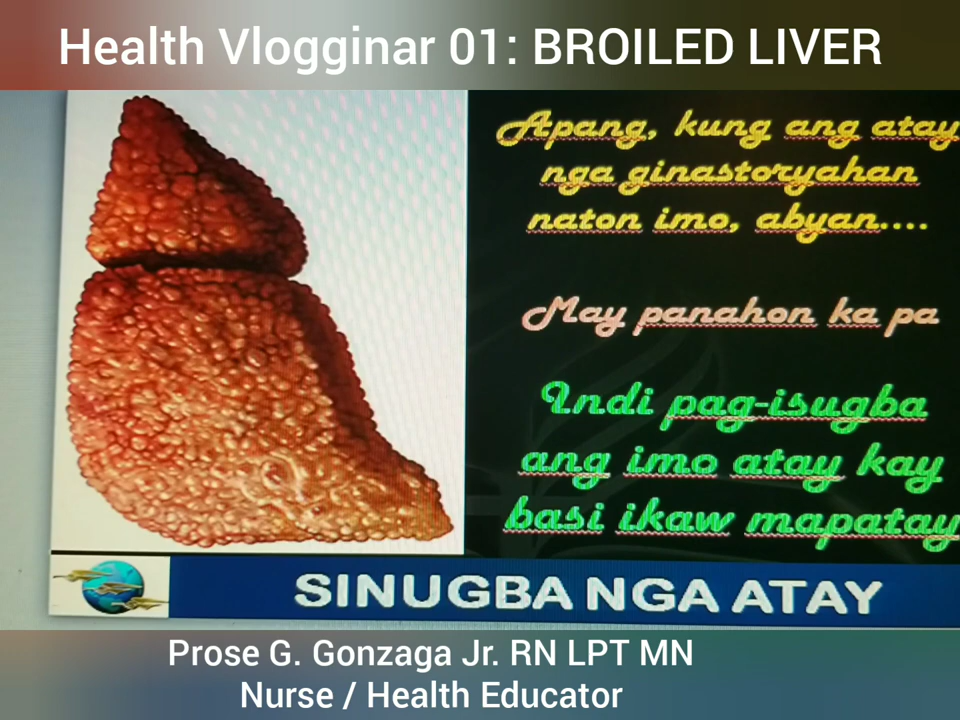 Health Vlogginar 01: BROILED LIVER
Apang, kung ang atay
nga ginastoryahan
naton imo, abyan....
May panahon ka pa
Indi pag-isugba
ang imo atay kay
basi ikaw mapatay
SINUGBA NGA ATAY
Prose G. Gonzaga Jr. RN LPT MN
Nurse / Health Educator